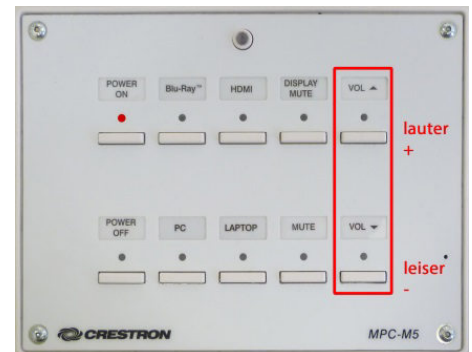 POWER
ON
Blu-Ray™
HDMI
DISPLAY
MUTE
VOL ▲
lauter
+
POWER
OFF
PC
LAPTOP
MUTE
VOL ▼
leiser
-
CRESTRON
MPC-M5